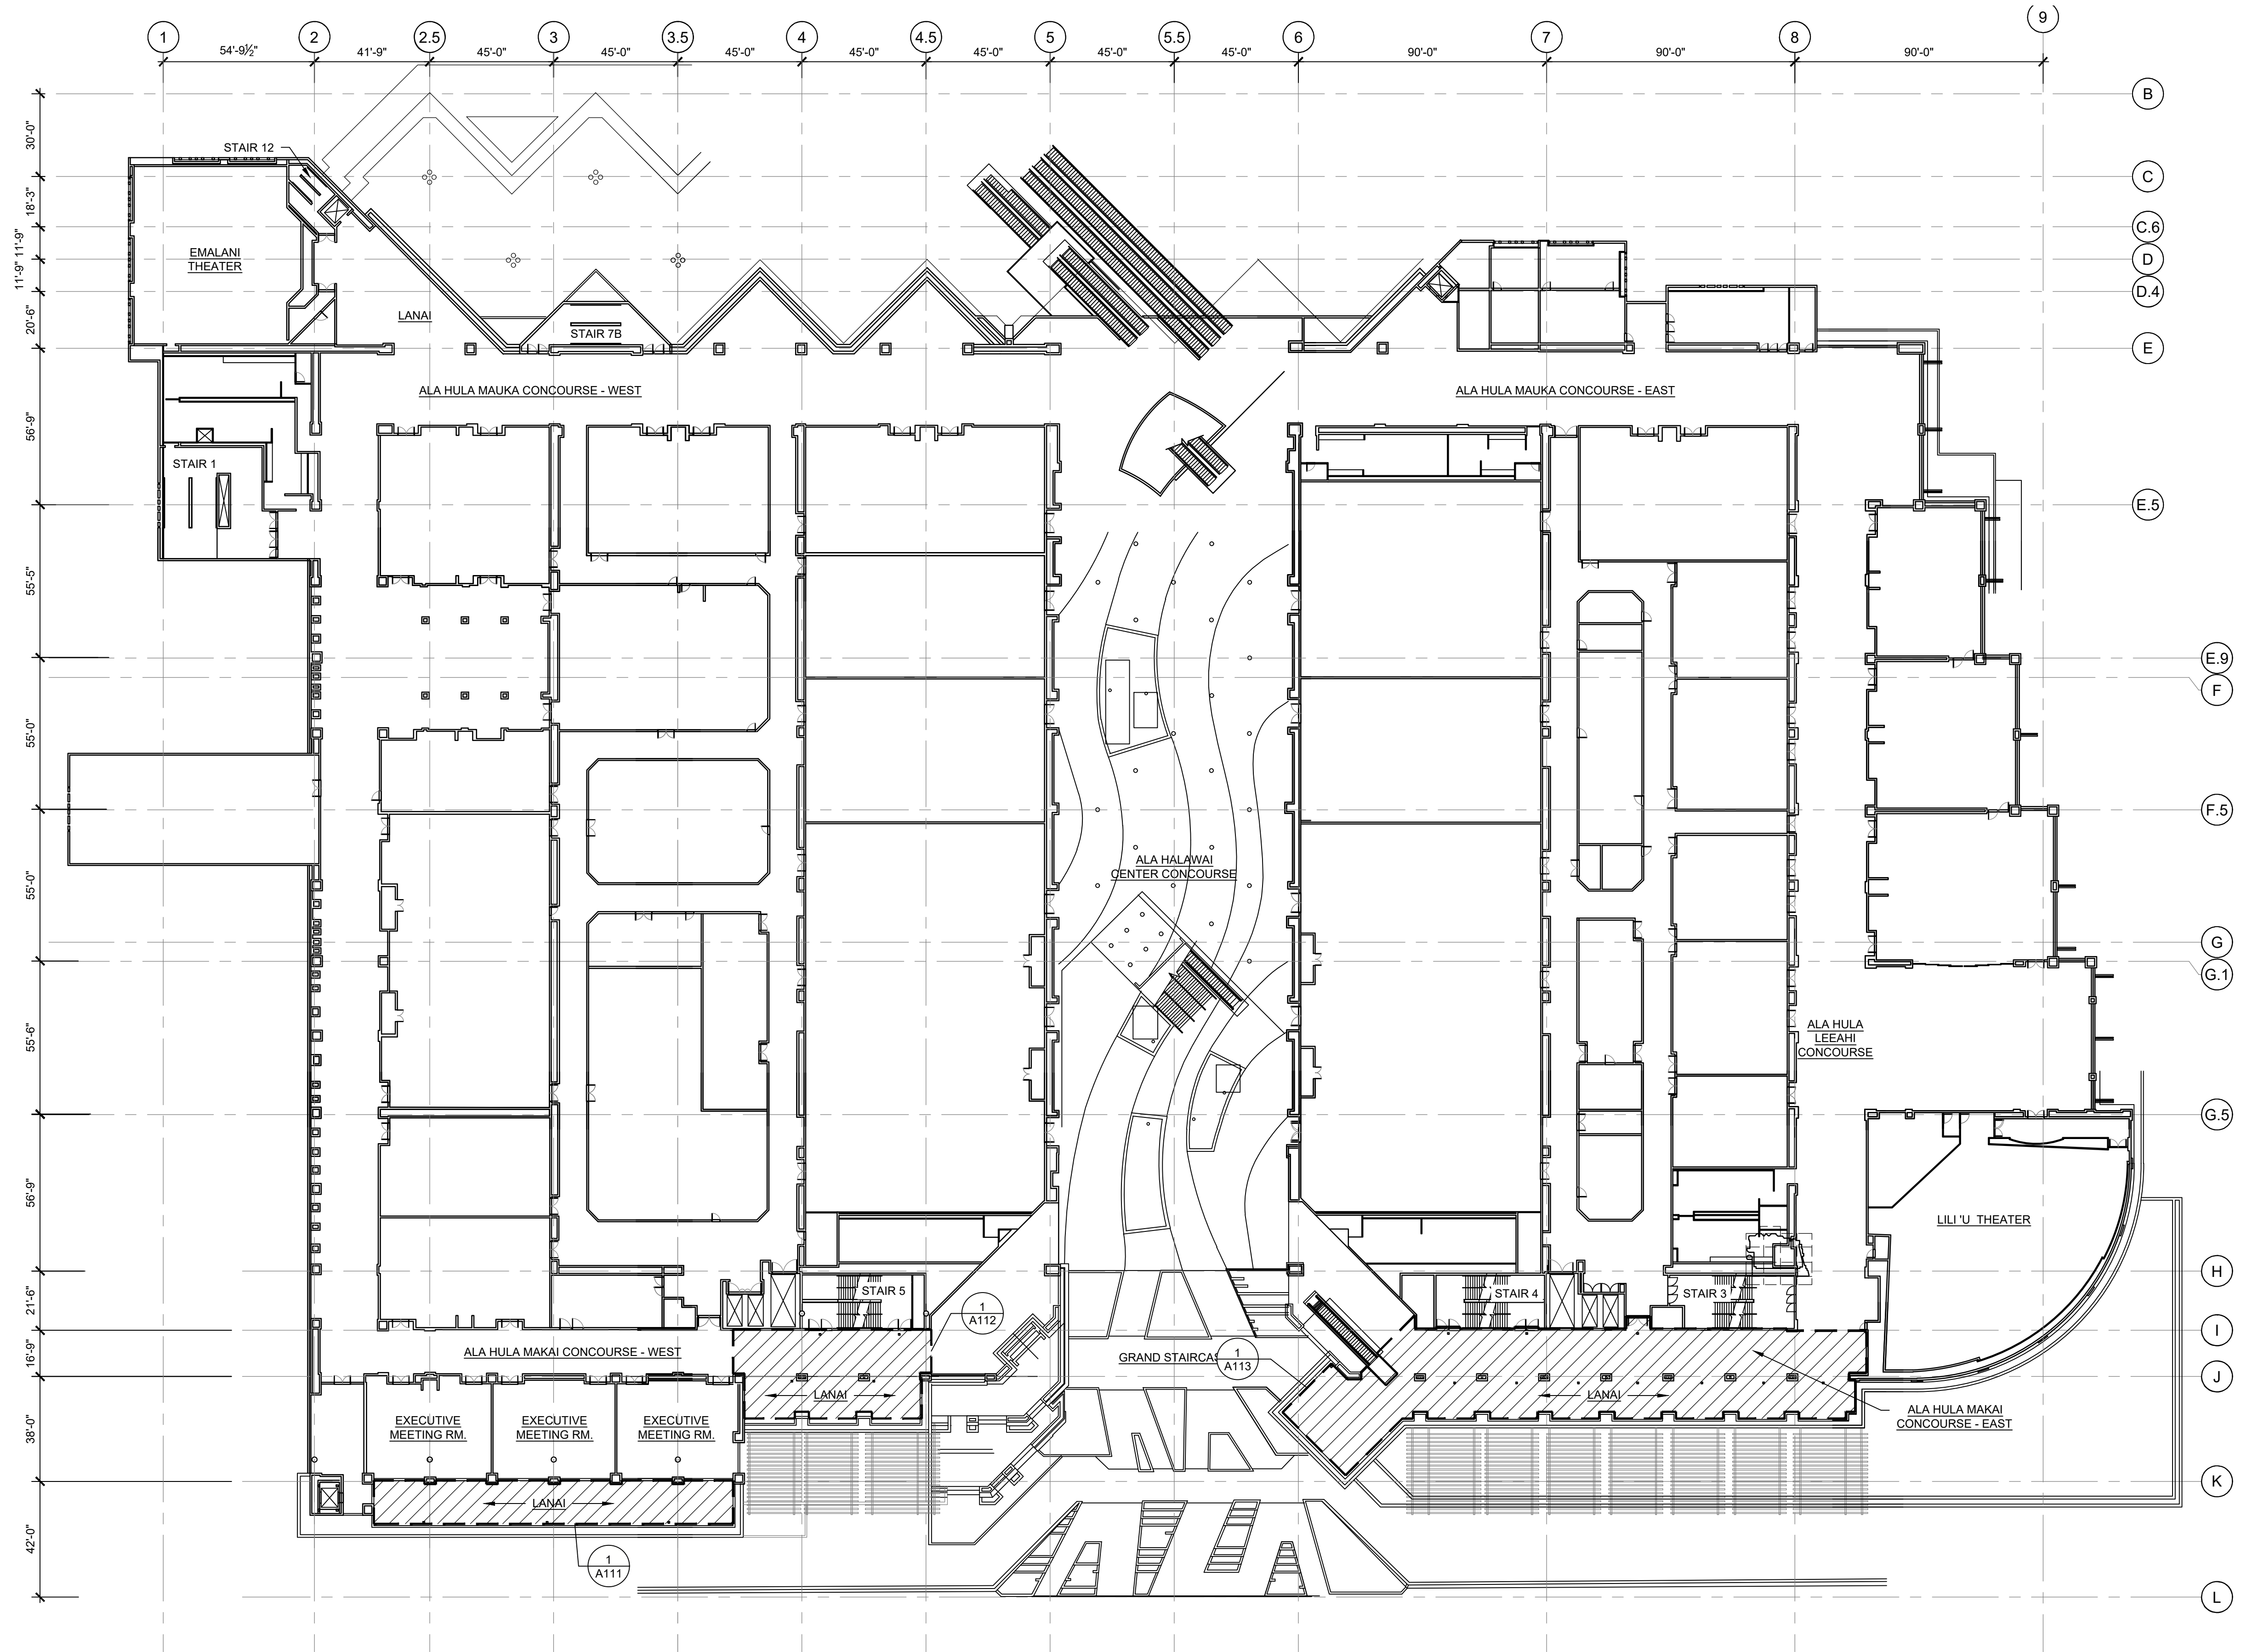 1
2
2.5
3
3.5
4
4.5
5
5.5
6
7
8
9
54'-9½"
41'-9"
45'-0"
45'-0"
45'-0"
45'-0"
45'-0"
45'-0"
45'-0"
90'-0"
90'-0"
90'-0"
B
C
C.6
D
D.4
E
E.5
E.9
F
F.5
G
G.1
G.5
H
I
J
K
L
30'-0"
18'-3"
11'-9"
11'-9"
20'-6"
56'-9"
55'-5"
55'-0"
55'-0"
55'-6"
56'-9"
21'-6"
16'-9"
38'-0"
42'-0"
STAIR 12
EMALANI
THEATER
LANAI
STAIR 7B
ALA HULA MAUKA CONCOURSE - WEST
ALA HULA MAUKA CONCOURSE - EAST
STAIR 1
ALA HALAWAI
CENTER CONCOURSE
ALA HULA
LEEAHI
CONCOURSE
LILI 'U THEATER
STAIR 5
STAIR 4
STAIR 3
1
A112
ALA HULA MAKAI CONCOURSE - WEST
GRAND STAIRCAS
1
A113
LANAI
LANAI
ALA HULA MAKAI
CONCOURSE - EAST
EXECUTIVE
MEETING RM.
EXECUTIVE
MEETING RM.
EXECUTIVE
MEETING RM.
LANAI
1
A111